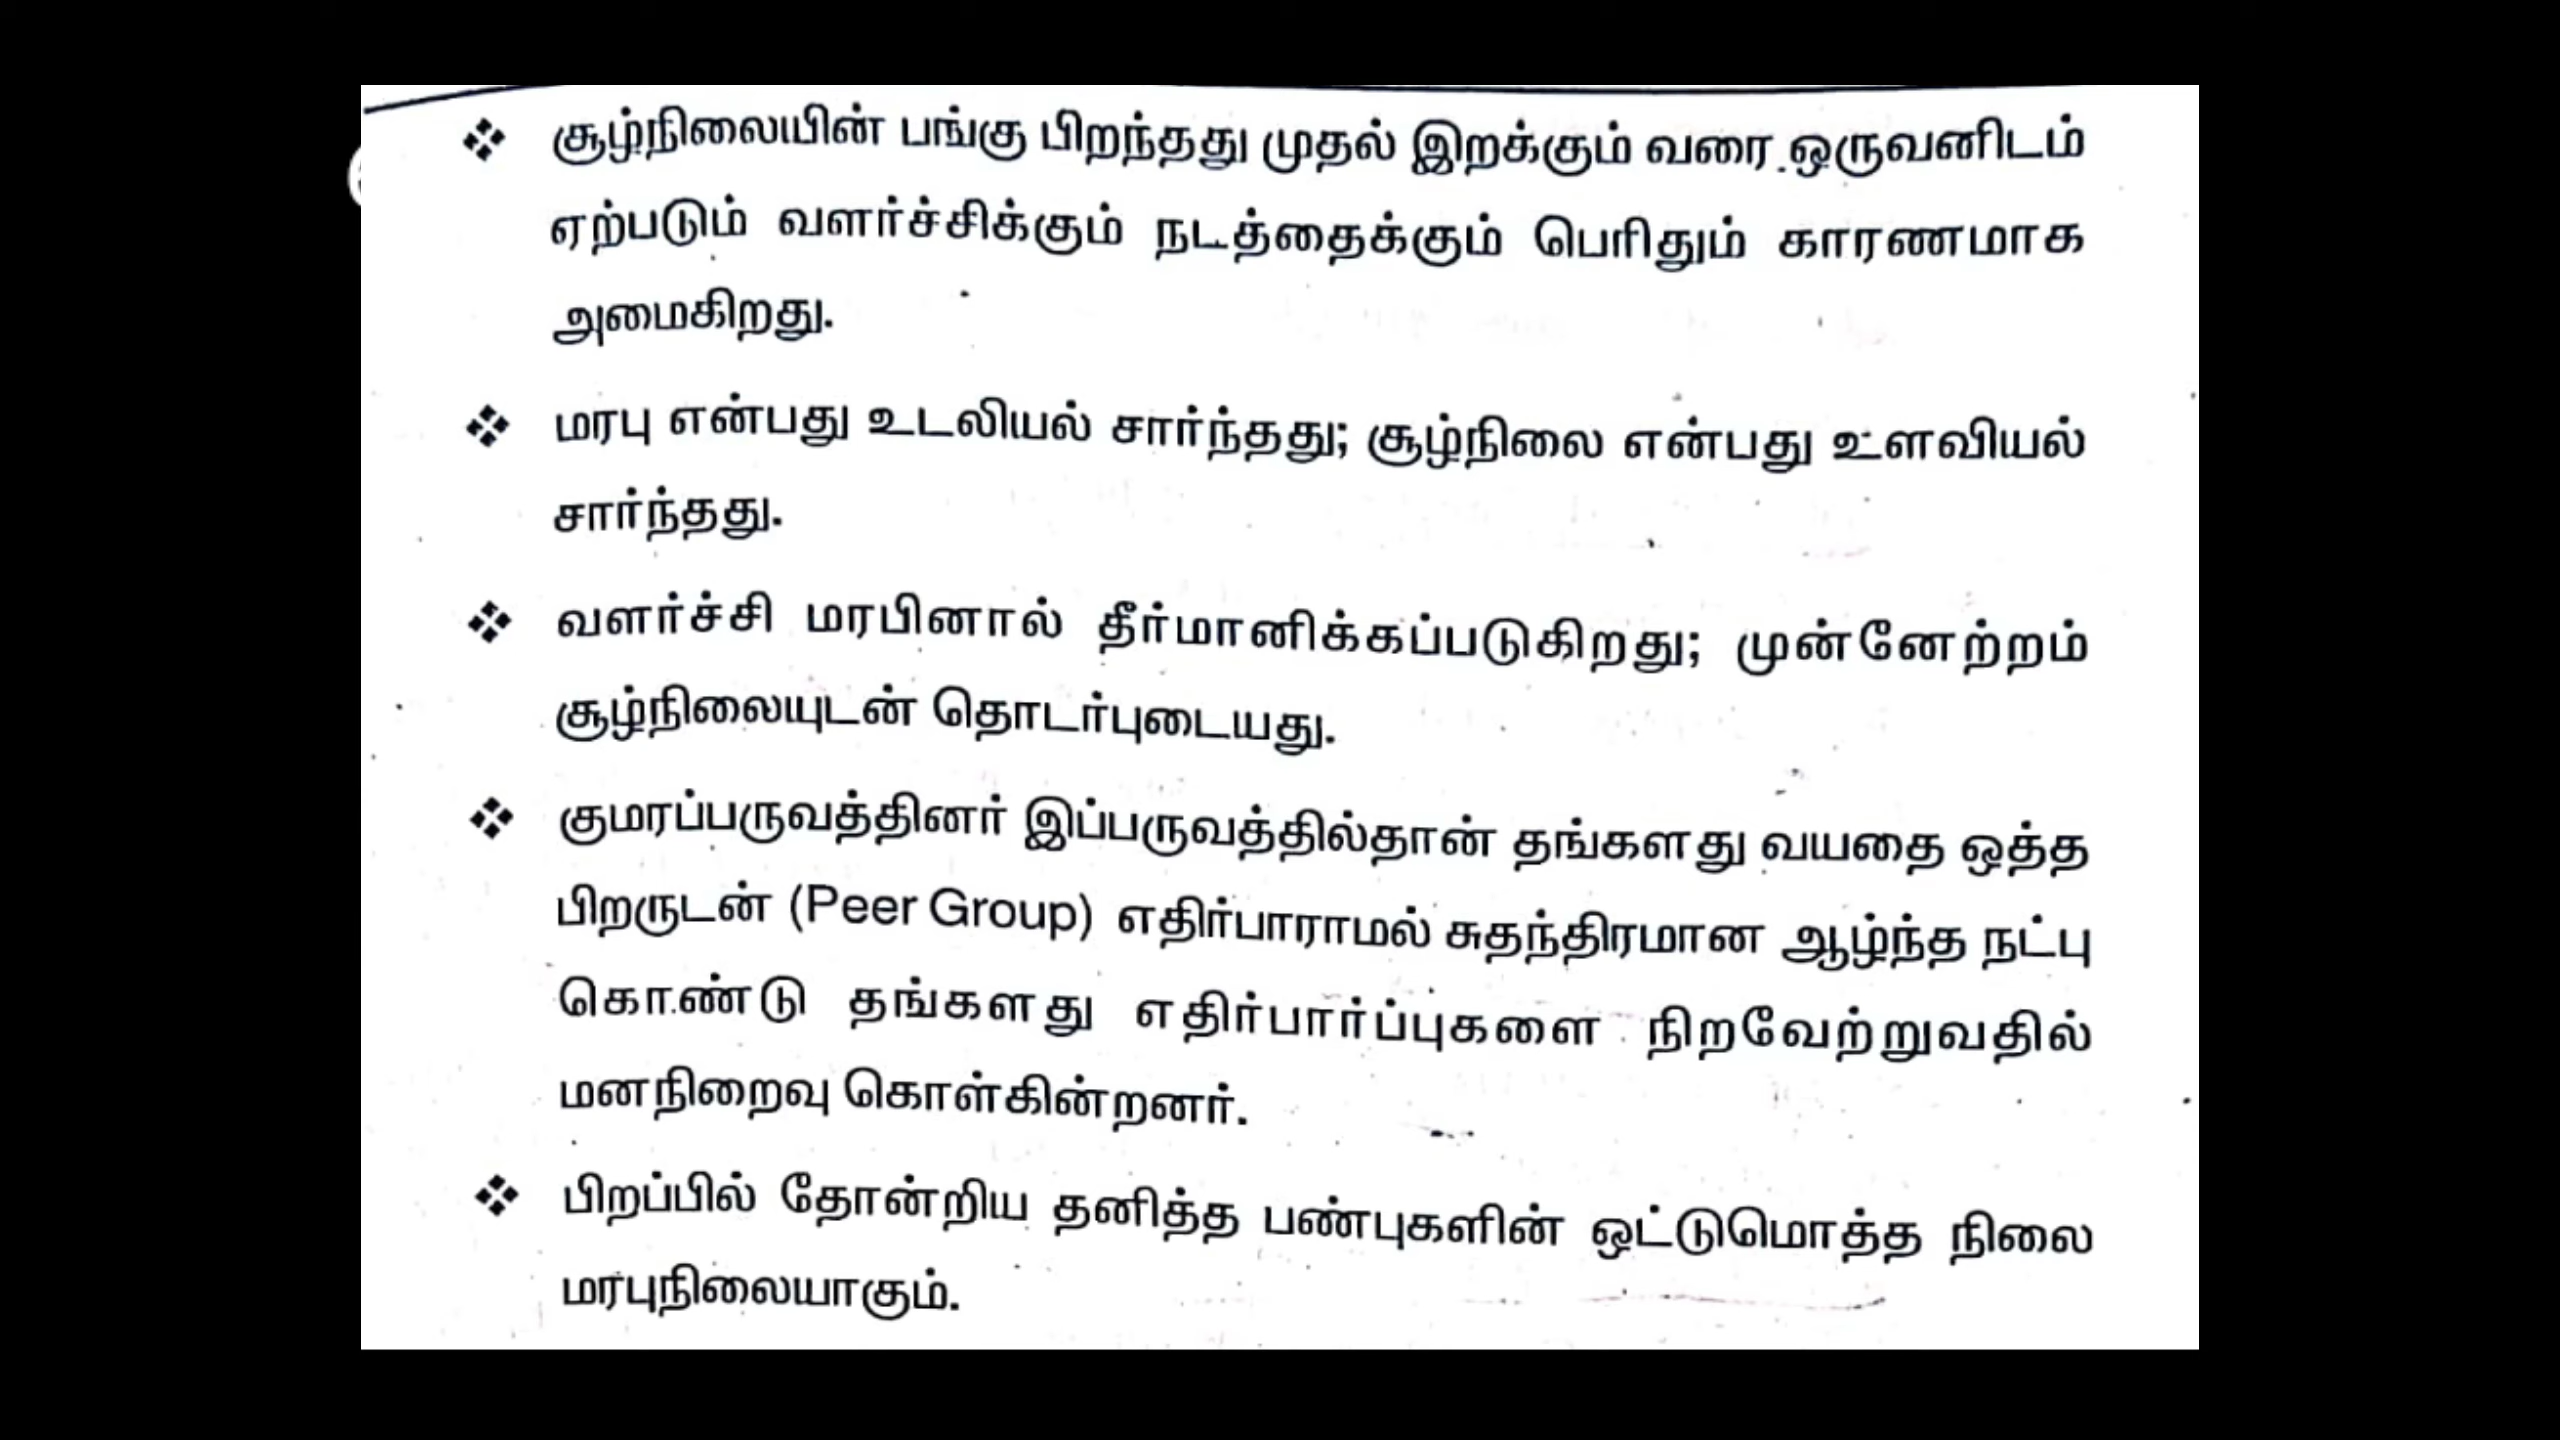 ❖ சூழ்நிலையின் பங்கு பிறந்தது முதல் இறக்கும் வரை ஒருவனிடம்
ஏற்படும் வளர்ச்சிக்கும் நடத்தைக்கும் பெரிதும் காரணமாக
அமைகிறது.
❖ மரபு என்பது உடலியல் சார்ந்தது; சூழ்நிலை என்பது உளவியல்
சார்ந்தது.
❖ வளர்ச்சி மரபினால் தீர்மானிக்கப்படுகிறது; முன்னேற்றம்
சூழ்நிலையுடன் தொடர்புடையது.
❖ குமரப்பருவத்தினர் இப்பருவத்தில்தான் தங்களது வயதை ஒத்த
பிறருடன் (Peer Group) எதிர்பாராமல் சுதந்திரமான ஆழ்ந்த நட்பு
கொண்டு தங்களது எதிர்பார்ப்புகளை நிறவேற்றுவதில்
மனநிறைவு கொள்கின்றனர்.
❖ பிறப்பில் தோன்றிய தனித்த பண்புகளின் ஒட்டுமொத்த நிலை
மரபுநிலையாகும்.